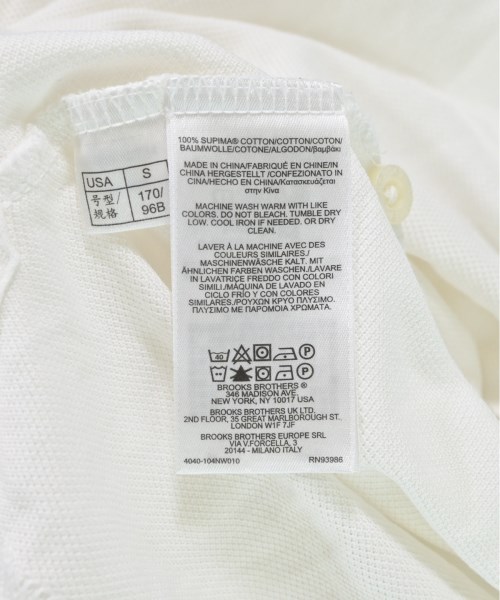 USA S
号型/规格 170/96B
100% SUPIMA® COTTON/COTTON/COTON/
BAUMWOLLE/COTONE/ALGODON/βαμβάκι
MADE IN CHINA/FABRIQUÉ EN CHINE/IN
CHINA HERGESTELLT /CONFEZIONATO IN
CINA/HECHO EN CHINA/Κατασκευάζεται
στην Κίνα
MACHINE WASH WARM WITH LIKE
COLORS. DO NOT BLEACH. TUMBLE DRY
LOW. COOL IRON IF NEEDED. OR DRY
CLEAN.
LAVER À LA MACHINE AVEC DES
COULEURS SIMILAIRES./
MASCHINENWÄSCHE KALT. MIT
ÄHNLICHEN FARBEN WASCHEN./LAVARE
IN LAVATRICE FREDDO CON COLORI
SIMILI./MÁQUINA DE LAVADO EN
CICLO FRÍO Y CON COLORES
SIMILARES./ΡΟΥΧΩΝ ΚΡΥΟ ΠΛΥΣΙΜΟ.
ΠΛΥΣΙΜΟ ΜΕ ΠΑΡΟΜΟΙΑ ΧΡΩΜΑΤΑ.
40 P
P
BROOKS BROTHERS ®
346 MADISON AVE.
NEW YORK, NY 10017 USA
BROOKS BROTHERS UK LTD.
2ND FLOOR, 35 GREAT MARLBOROUGH ST.
LONDON W1F 7JF
BROOKS BROTHERS EUROPE SRL
VIA V.FORCELLA, 3
20144 - MILANO ITALY
4040-104NW010 RN93986